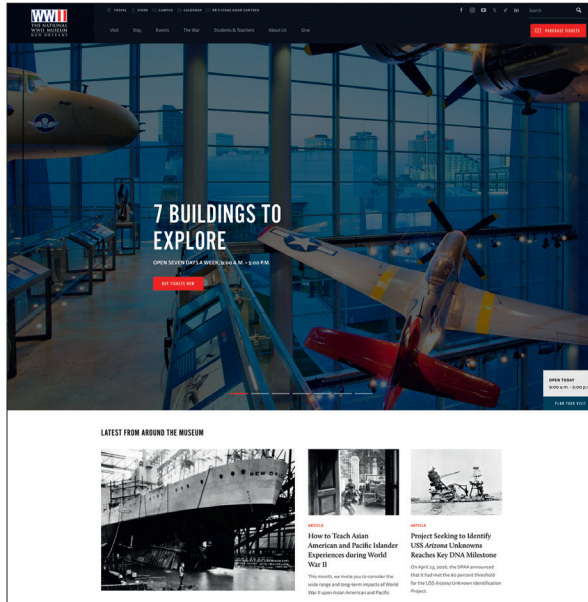 WWII
THE NATIONAL
WWII MUSEUM
NEW ORLEANS
TRAVEL STORE CAMPUS CALENDAR BB'S STAGE DOOR CANTEEN
Search
Visit Stay Events The War Students & Teachers About Us Give
PURCHASE TICKETS
7 BUILDINGS TO
EXPLORE
OPEN SEVEN DAYS A WEEK, 9:00 A.M. – 5:00 P.M.
BUY TICKETS NOW
OPEN TODAY
9:00 a.m. - 5:00 p.m
PLAN YOUR VISIT
LATEST FROM AROUND THE MUSEUM
NEW OR
ARTICLE
How to Teach Asian
American and Pacific Islander
Experiences during World
War II
This month, we invite you to consider the
wide range and long-term impacts of World
War II upon Asian American and Pacific
ARTICLE
Project Seeking to Identify
USS Arizona Unknowns
Reaches Key DNA Milestone
On April 23, 2026, the DPAA announced
that it had met the 60 percent threshold
for the USS Arizona Unknown Identification
Project.